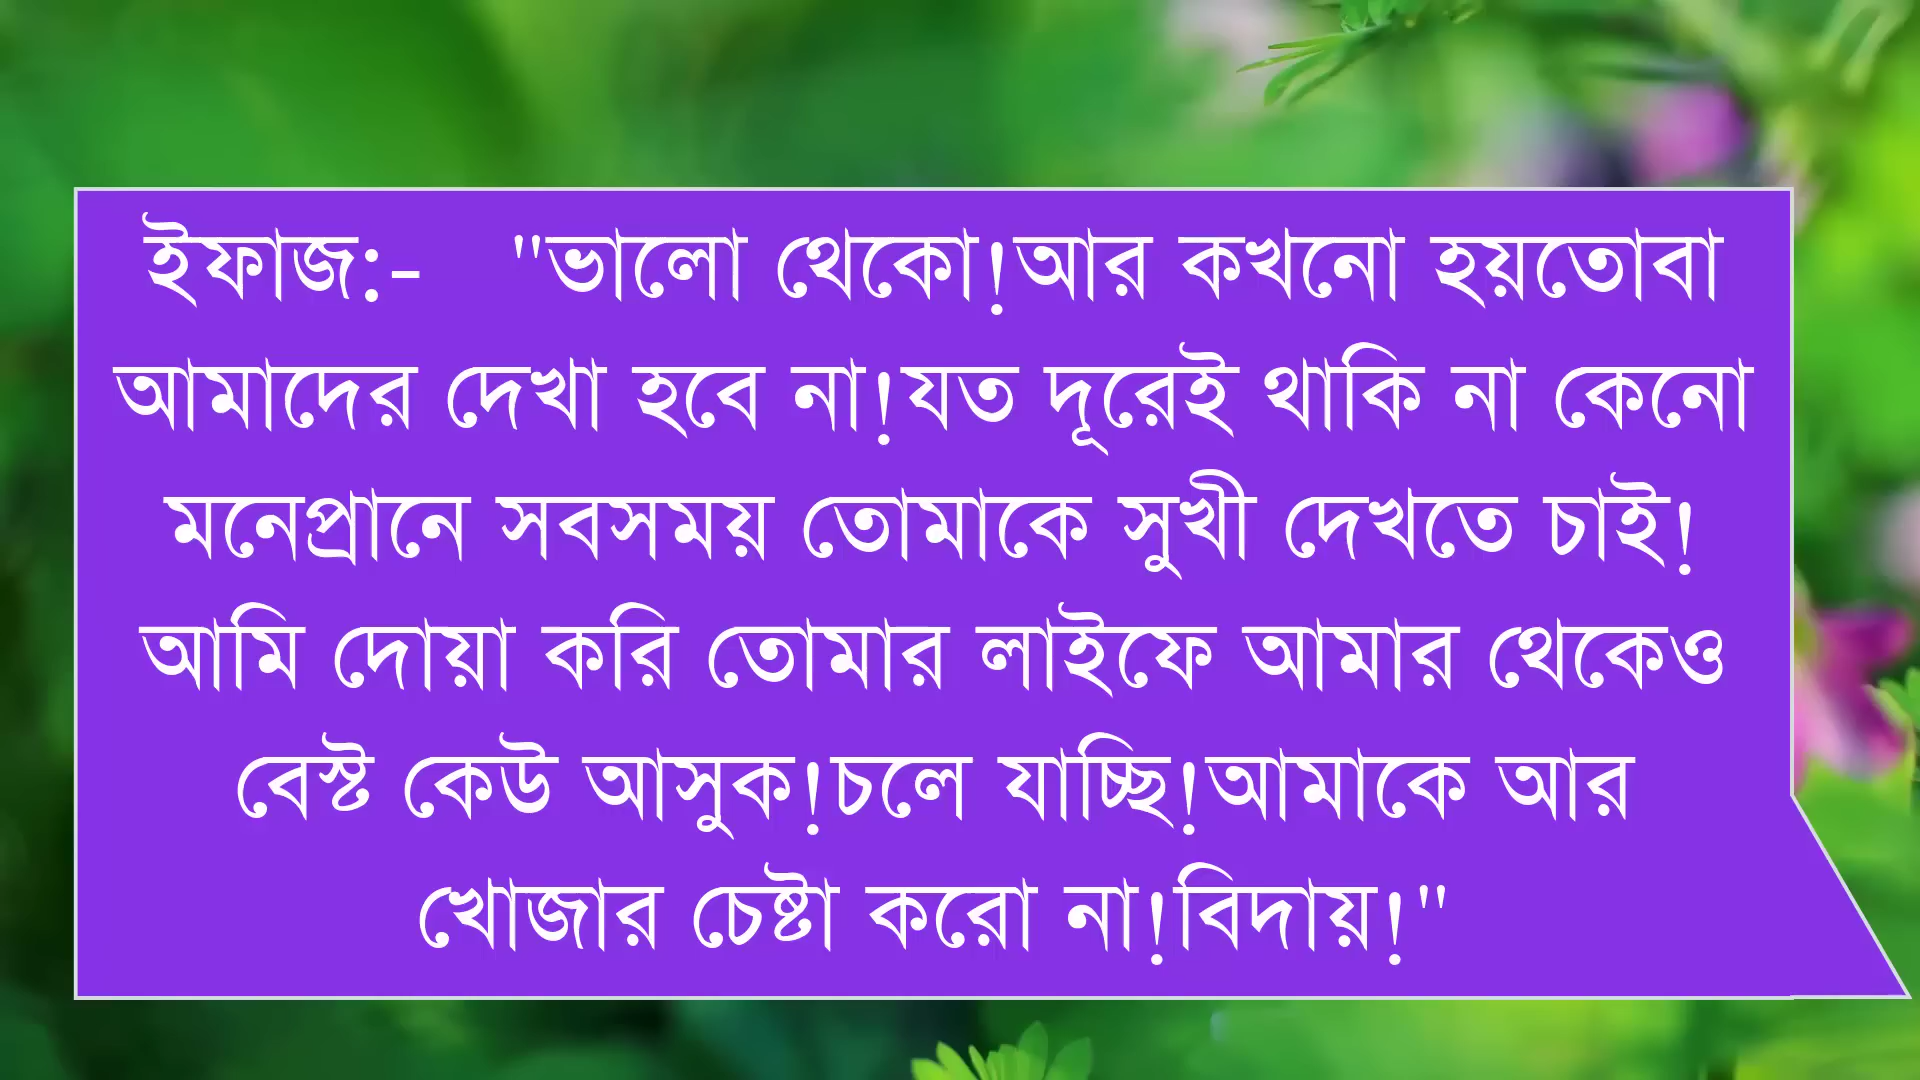 ইফাজ:- "ভালো থেকো!আর কখনো হয়তোবা
আমাদের দেখা হবে না!যত দূরেই থাকি না কেনো
মনেপ্রানে সবসময় তোমাকে সুখী দেখতে চাই!
আমি দোয়া করি তোমার লাইফে আমার থেকেও
বেস্ট কেউ আসুক!চলে যাচ্ছি!আমাকে আর
খোজার চেষ্টা করো না!বিদায়!"